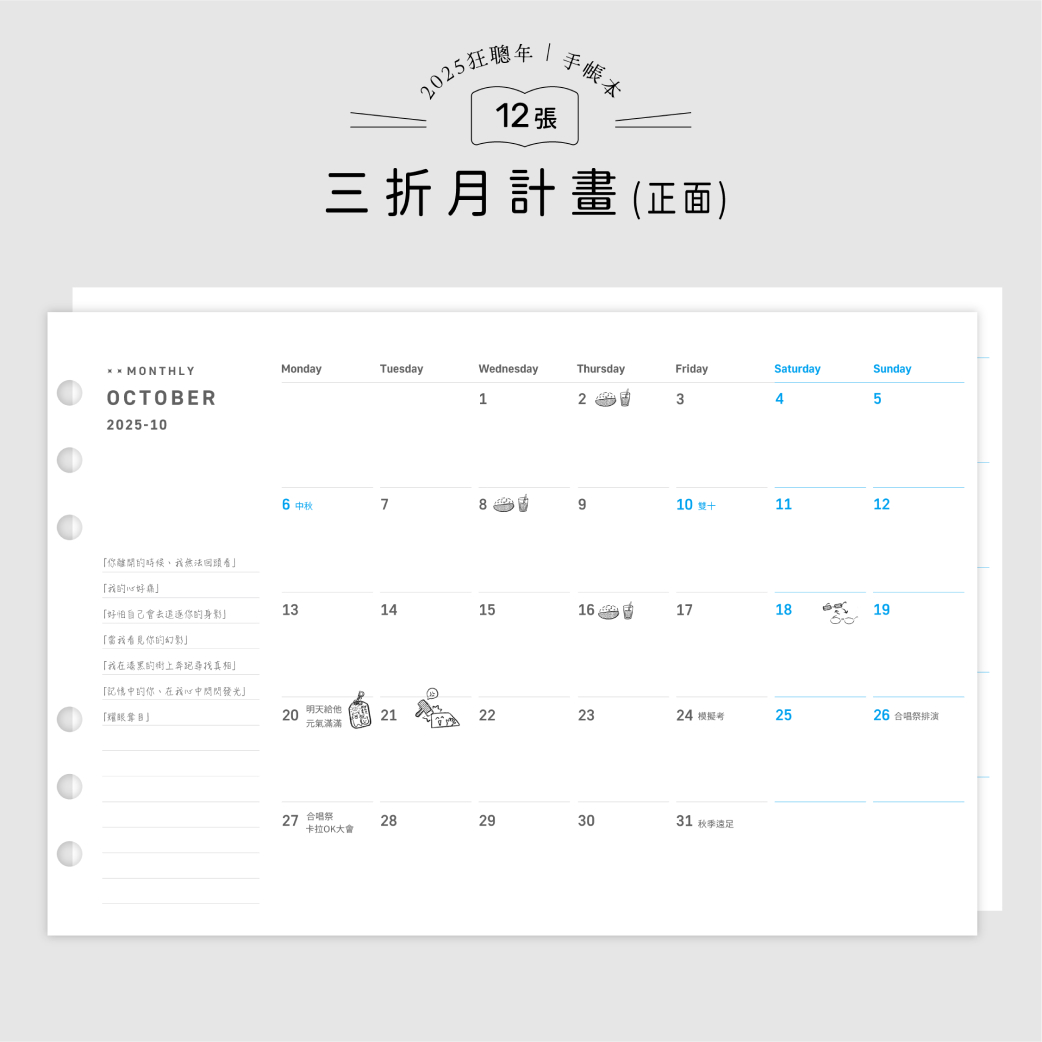 2025狂聰年｜手帳本
12張
三折月計畫(正面)
××MONTHLY
OCTOBER
2025-10
Monday Tuesday Wednesday Thursday Friday Saturday Sunday
1 2 3 4 5
6 中秋 7 8 9 10 雙十 11 12
「你離開的時候、我無法回頭看」
「我的心好痛」
「好怕自己會去追逐你的身影」
「當我看見你的幻影」
「我在漆黑的街上奔跑尋找真相」
「記憶中的你、在我心中閃閃發光」
「耀眼奪目」
13 14 15 16 17 18 19
20 明天給他
元氣滿滿
21 22 23 24 模擬考 25 26 合唱祭排演
27 合唱祭
卡拉OK大會
28 29 30 31 秋季遠足